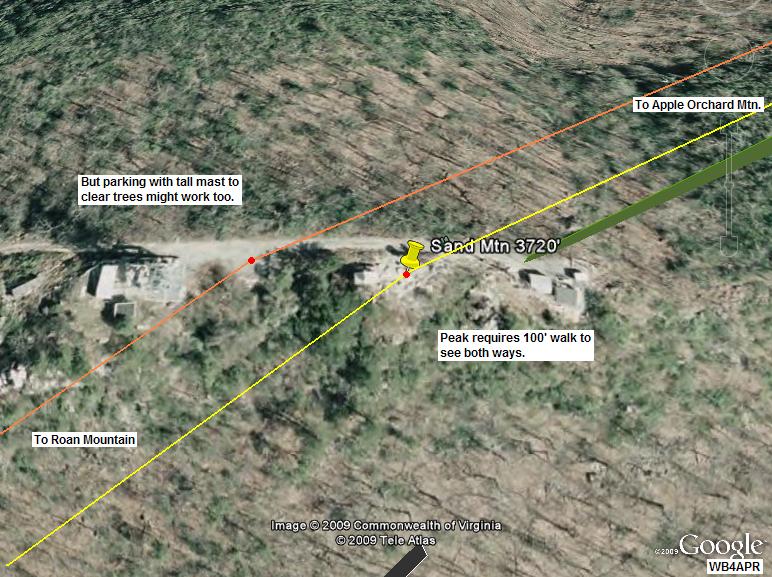 To Apple Orchard Mtn.
But parking with tall mast to
clear trees might work too.
Sand Mtn 3720'
Peak requires 100' walk to
see both ways.
To Roan Mountain
Image © 2009 Commonwealth of Virginia
© 2009 Tele Atlas
©2009 Google
WB4APR